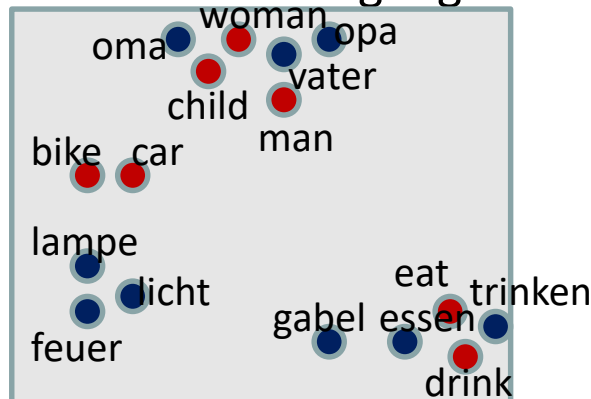 woman
oma
opa
vater
child
man
bike
car
lampe
licht
feuer
eat
trinken
gabel
essen
drink